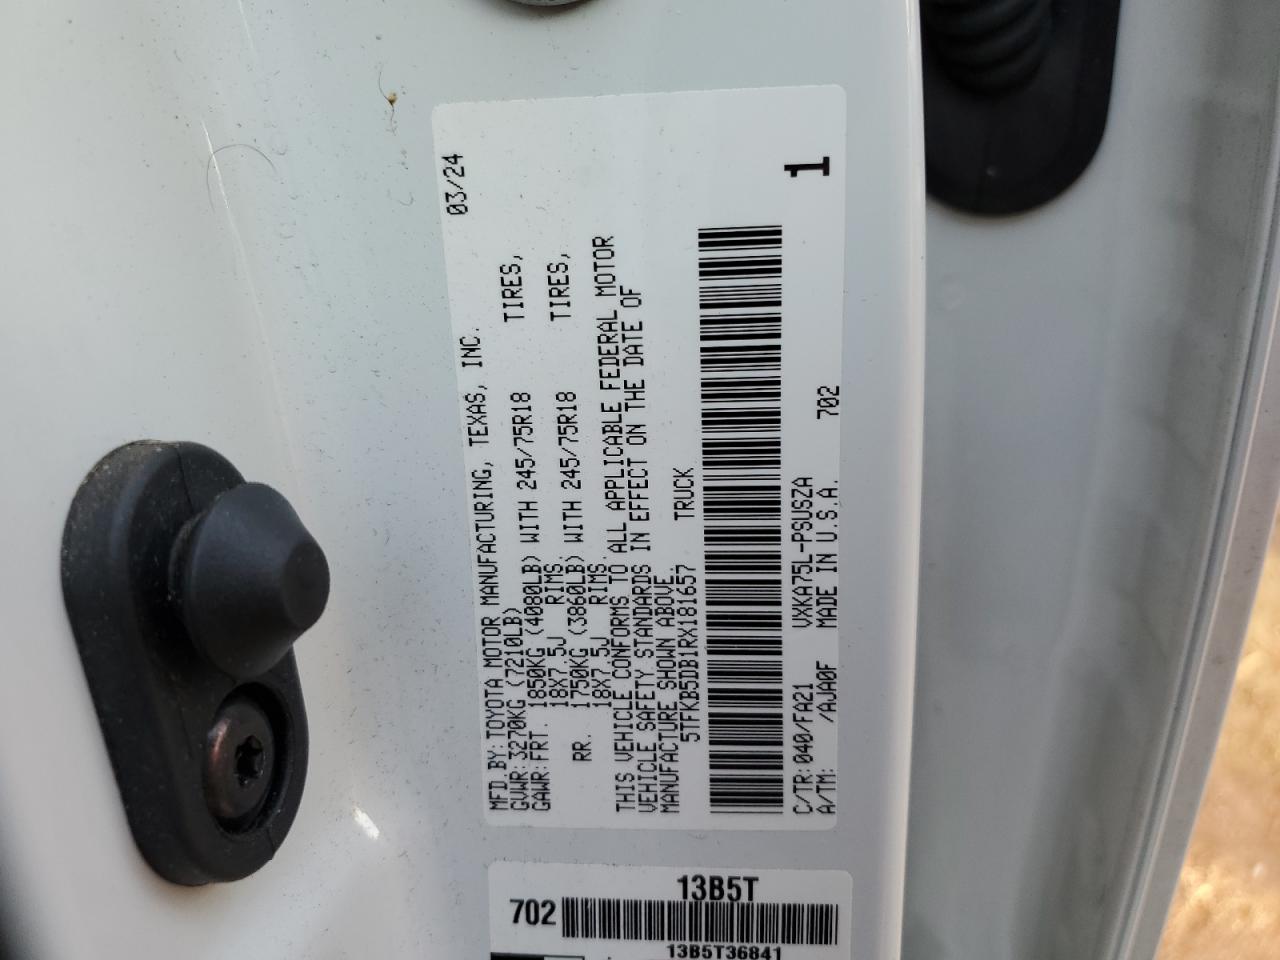 MFD.BY: TOYOTA MOTOR MANUFACTURING, TEXAS, INC. 03/24
GVWR: 3270KG (7210LB)
GAWR: FRT. 1850KG (4080LB) WITH 245/75R18 TIRES,
18X7.5J RIMS.
RR. 1750KG (3860LB) WITH 245/75R18 TIRES,
18X7.5J RIMS.
THIS VEHICLE CONFORMS TO ALL APPLICABLE FEDERAL MOTOR
VEHICLE SAFETY STANDARDS IN EFFECT ON THE DATE OF
MANUFACTURE SHOWN ABOVE.
5TFKB5DB1RX181657 TRUCK
C/TR: 040/FA21 VXKA75L-PSUSZA 702 1
A/TM: /AJA0F MADE IN U.S.A.
13B5T
702
13B5T36841